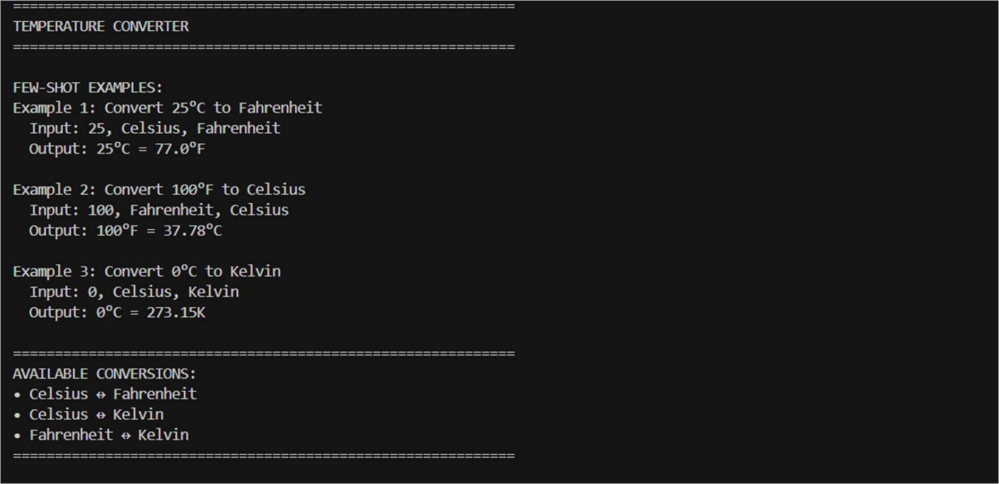 ============================================================
TEMPERATURE CONVERTER
============================================================
FEW-SHOT EXAMPLES:
Example 1: Convert 25°C to Fahrenheit
  Input: 25, Celsius, Fahrenheit
  Output: 25°C = 77.0°F
Example 2: Convert 100°F to Celsius
  Input: 100, Fahrenheit, Celsius
  Output: 100°F = 37.78°C
Example 3: Convert 0°C to Kelvin
  Input: 0, Celsius, Kelvin
  Output: 0°C = 273.15K
============================================================
AVAILABLE CONVERSIONS:
• Celsius ↔ Fahrenheit
• Celsius ↔ Kelvin
• Fahrenheit ↔ Kelvin
============================================================